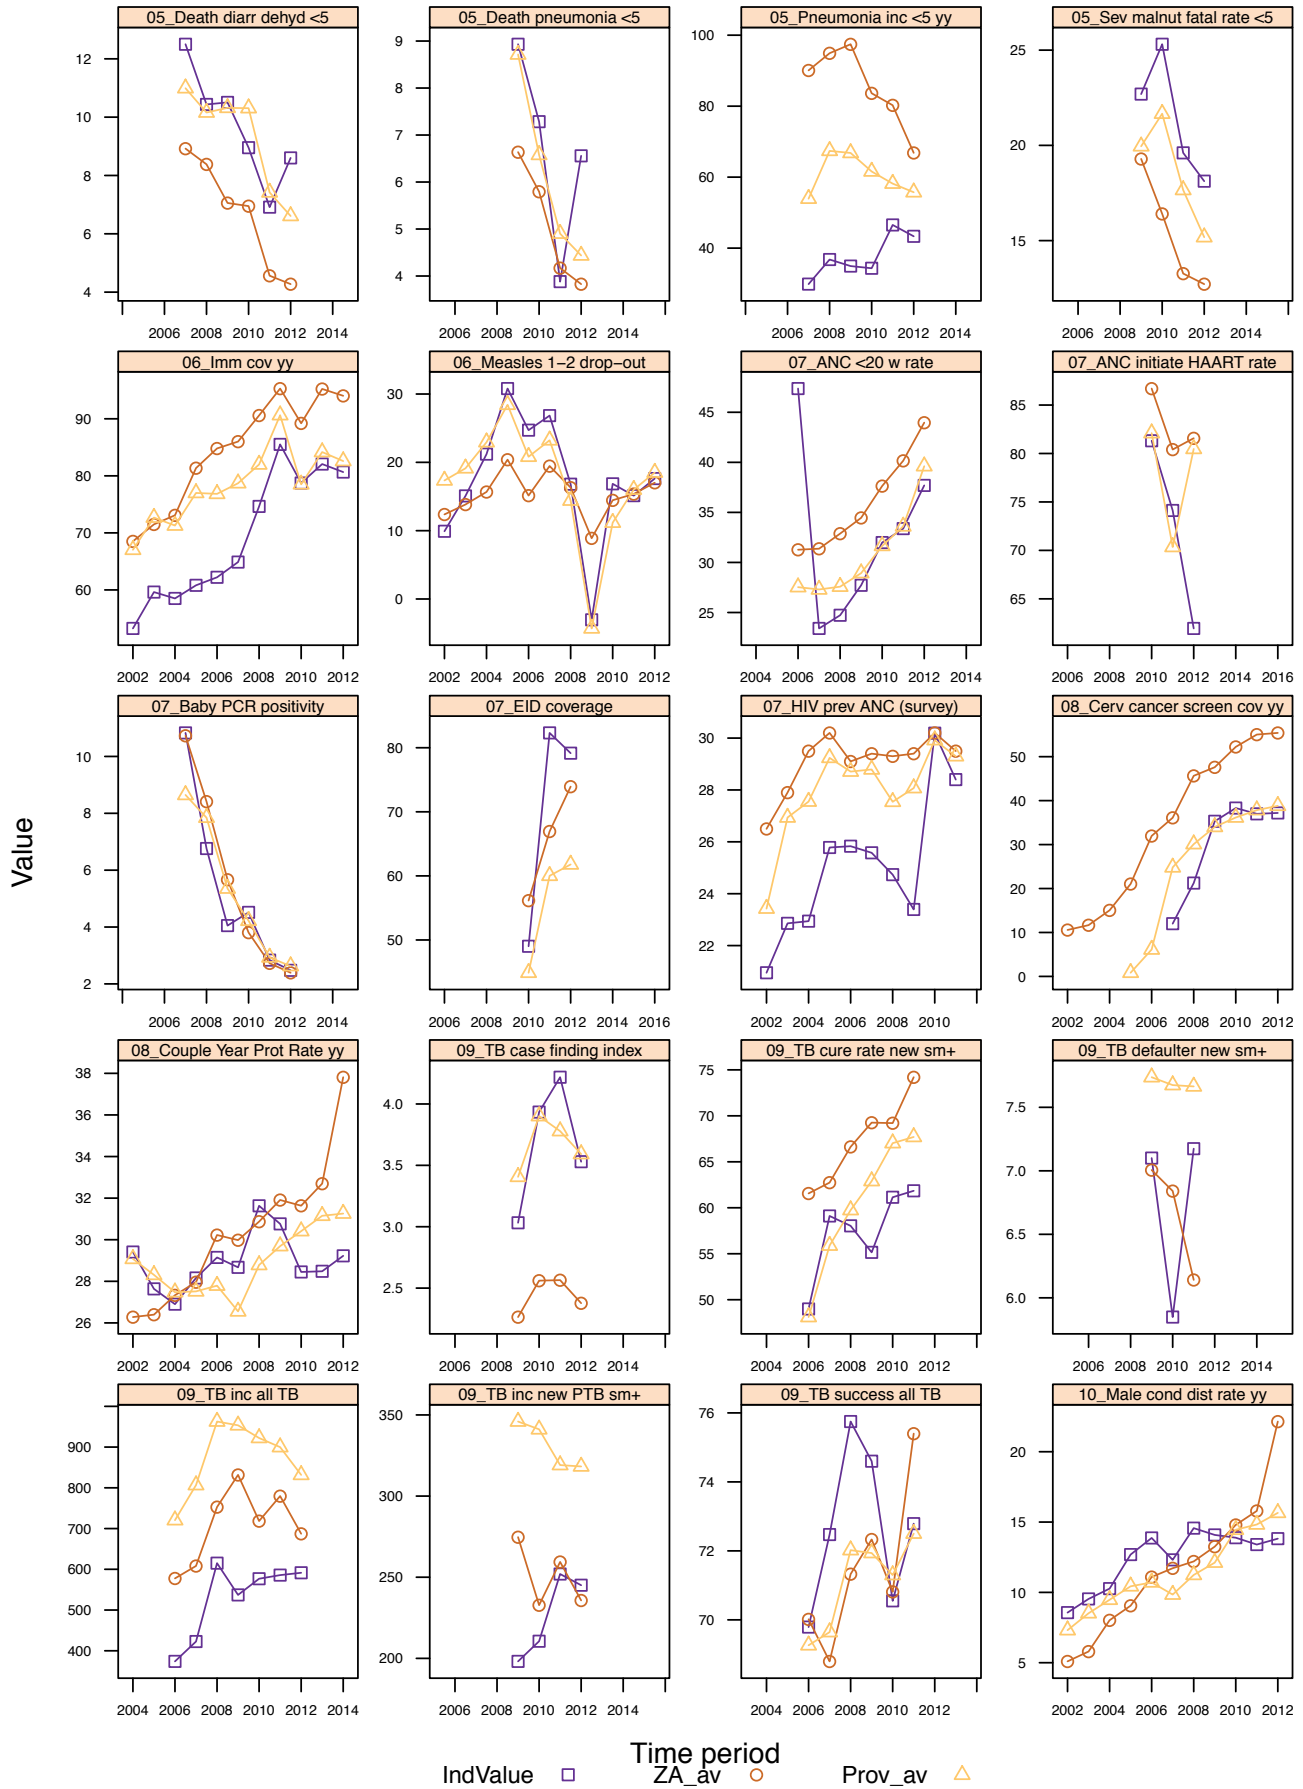 05_Death diarr dehyd <5
05_Death pneumonia <5
05_Pneumonia inc <5 yy
05_Sev malnut fatal rate <5
12
10
8
6
4
9
8
7
6
5
4
100
80
60
40
25
20
15
2006 2008 2010 2012 2014
2006 2008 2010 2012 2014
2006 2008 2010 2012 2014
2006 2008 2010 2012 2014
06_Imm cov yy
06_Measles 1−2 drop−out
07_ANC <20 w rate
07_ANC initiate HAART rate
90
80
70
60
30
20
10
0
45
40
35
30
25
85
80
75
70
65
2002 2004 2006 2008 2010 2012
2002 2004 2006 2008 2010 2012
2004 2006 2008 2010 2012 2014
2006 2008 2010 2012 2014 2016
07_Baby PCR positivity
07_EID coverage
07_HIV prev ANC (survey)
08_Cerv cancer screen cov yy
10
8
6
4
2
80
70
60
50
30
28
26
24
22
50
40
30
20
10
0
2006 2008 2010 2012 2014
2006 2008 2010 2012 2014 2016
2002 2004 2006 2008 2010
2002 2004 2006 2008 2010 2012
Value
08_Couple Year Prot Rate yy
09_TB case finding index
09_TB cure rate new sm+
09_TB defaulter new sm+
38
36
34
32
30
28
26
4.0
3.5
3.0
2.5
75
70
65
60
55
50
7.5
7.0
6.5
6.0
2002 2004 2006 2008 2010 2012
2006 2008 2010 2012 2014
2004 2006 2008 2010 2012
2006 2008 2010 2012 2014
09_TB inc all TB
09_TB inc new PTB sm+
09_TB success all TB
10_Male cond dist rate yy
900
800
700
600
500
400
350
300
250
200
76
74
72
70
20
15
10
5
2004 2006 2008 2010 2012 2014
2006 2008 2010 2012 2014
2004 2006 2008 2010 2012
2002 2004 2006 2008 2010 2012
Time period
IndValue ZA_av Prov_av